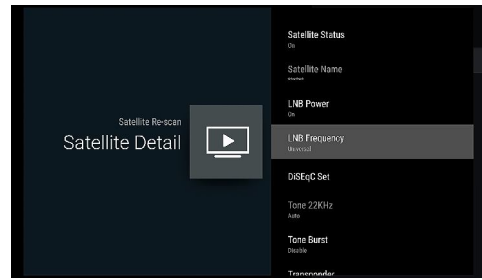 Satellite Re-scan
Satellite Detail
Satellite Status
On
Satellite Name
LNB Power
On
LNB Frequency
Universal
DiSEqC Set
Tone 22KHz
Auto
Tone Burst
Disable
Transponder